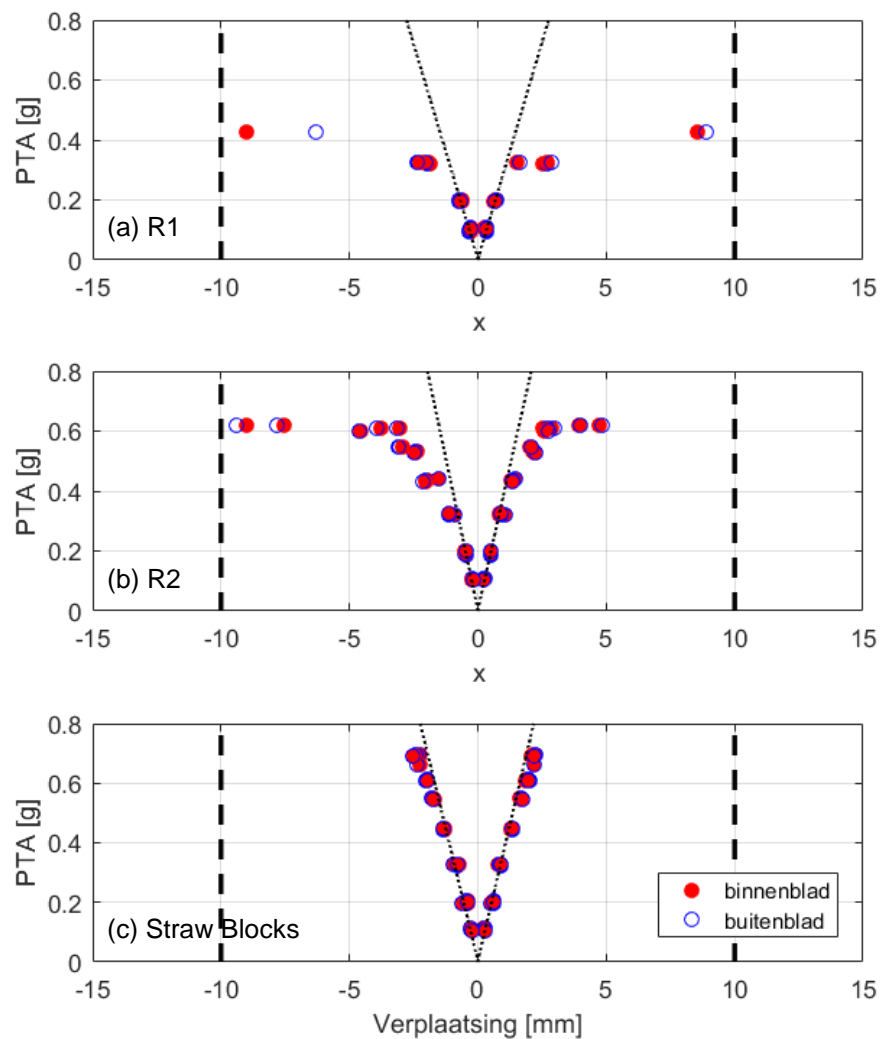 0.8
0.6
0.4
0.2
0
PTA [g]
(a) R1
-15 -10 -5 0 5 10 15
x
0.8
0.6
0.4
0.2
0
PTA [g]
(b) R2
-15 -10 -5 0 5 10 15
x
0.8
0.6
0.4
0.2
0
PTA [g]
(c) Straw Blocks
binnenblad
buitenblad
-15 -10 -5 0 5 10 15
Verplaatsing [mm]